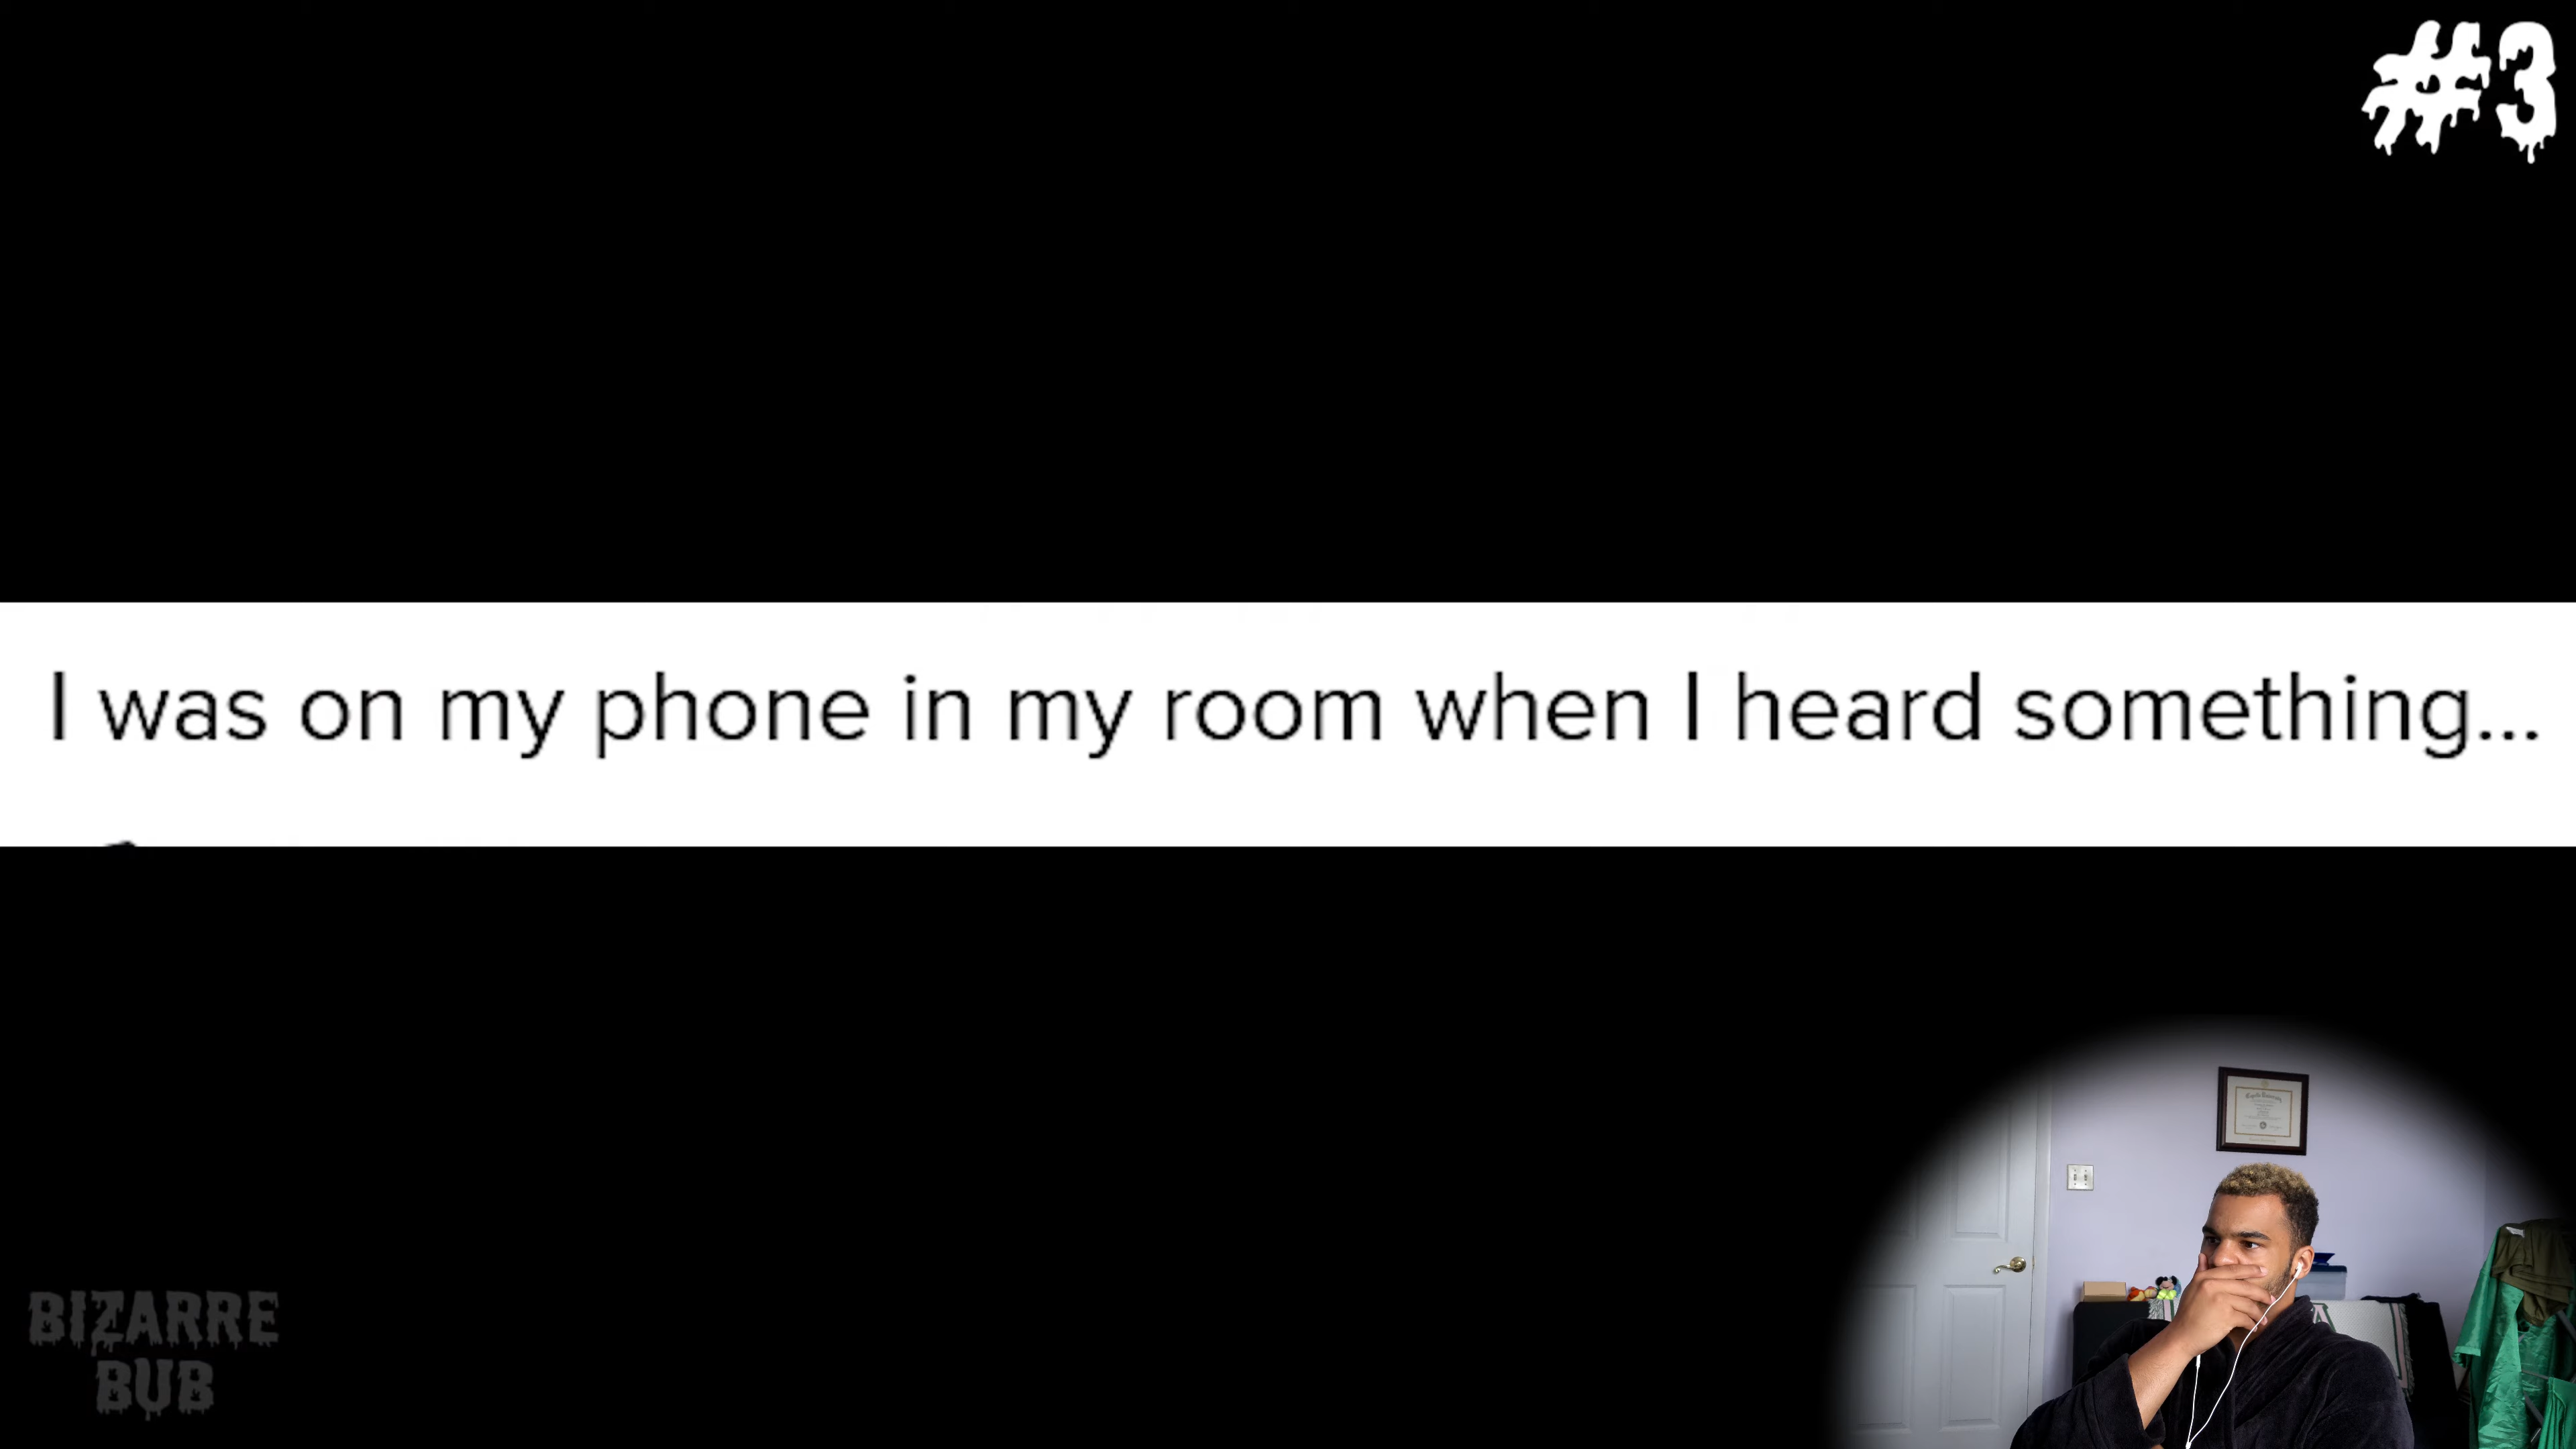 #3
I was on my phone in my room when I heard something...
BIZARRE
BUB